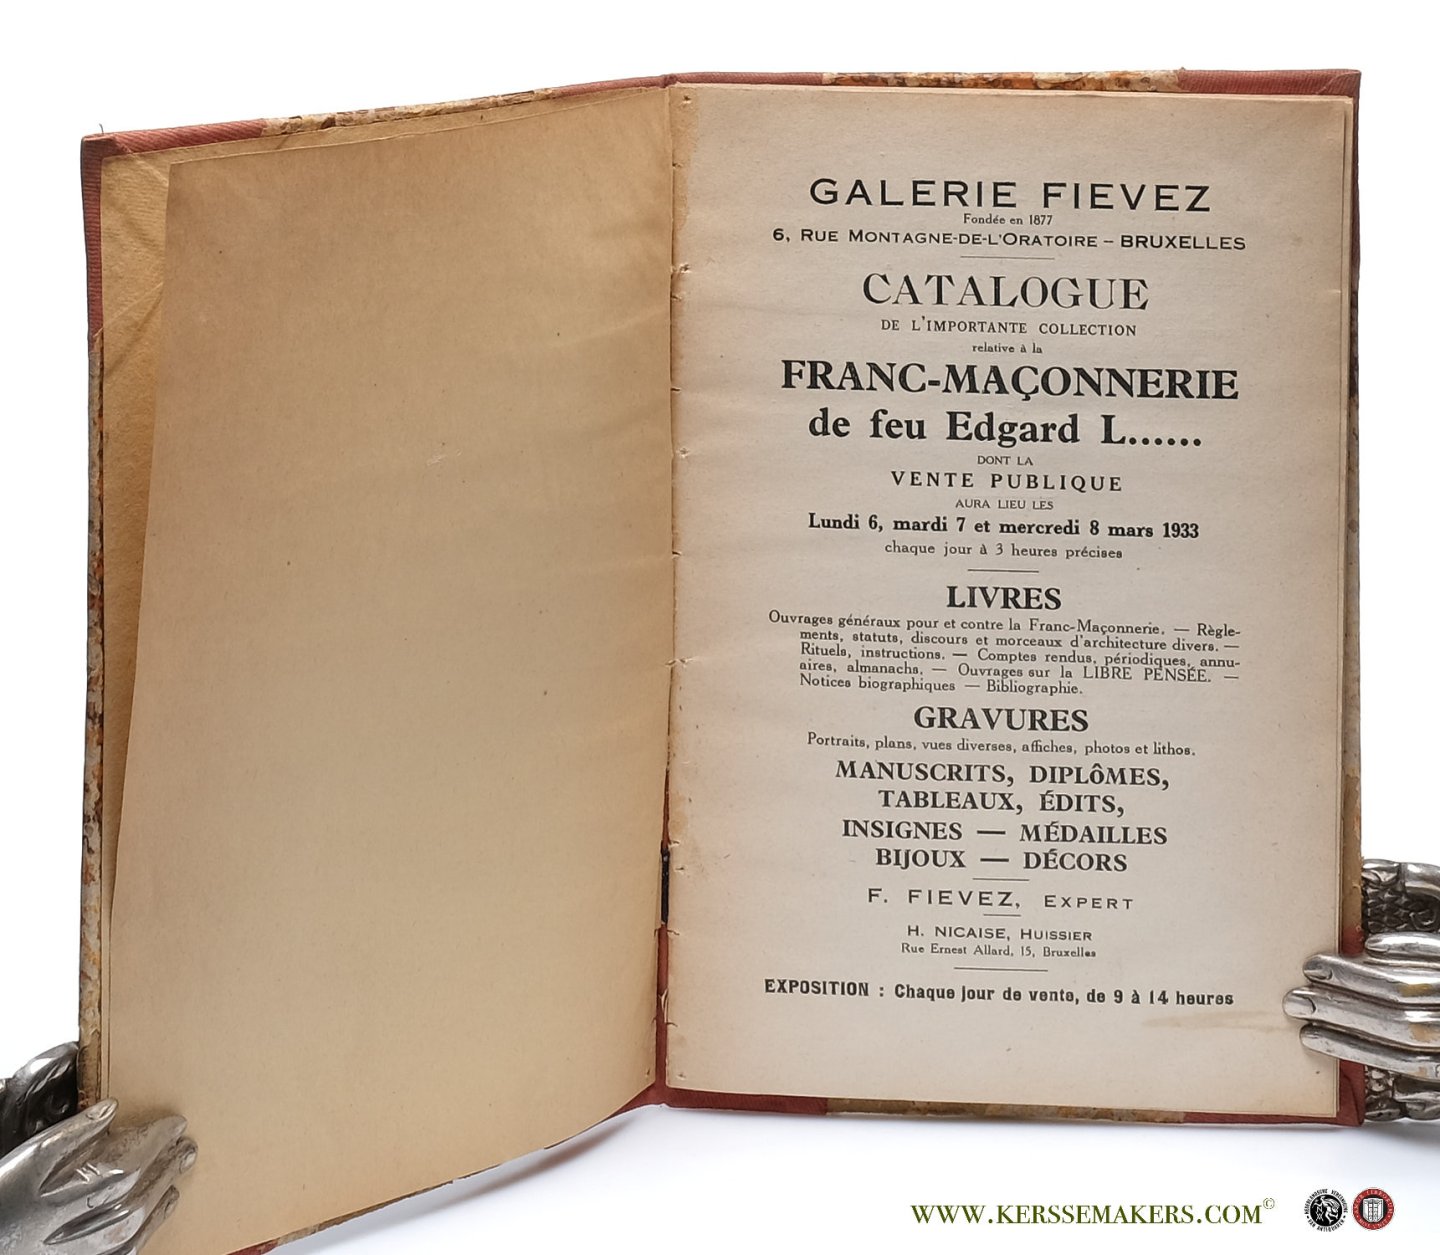 GALERIE FIEVEZ
Fondée en 1877
6, RUE MONTAGNE-DE-L'ORATOIRE – BRUXELLES
CATALOGUE
DE L'IMPORTANTE COLLECTION
relative à la
FRANC-MAÇONNERIE
de feu Edgard L......
DONT LA
VENTE PUBLIQUE
AURA LIEU LES
Lundi 6, mardi 7 et mercredi 8 mars 1933
chaque jour à 3 heures précises
LIVRES
Ouvrages généraux pour et contre la Franc-Maçonnerie. — Règle-
ments, statuts, discours et morceaux d'architecture divers. —
Rituels, instructions. — Comptes rendus, périodiques, annu-
aires, almanachs. — Ouvrages sur la LIBRE PENSÉE. —
Notices biographiques — Bibliographie.
GRAVURES
Portraits, plans, vues diverses, affiches, photos et lithos.
MANUSCRITS, DIPLÔMES,
TABLEAUX, ÉDITS,
INSIGNES — MÉDAILLES
BIJOUX — DÉCORS
F. FIEVEZ, EXPERT
H. NICAISE, HUISSIER
Rue Ernest Allard, 15, Bruxelles
EXPOSITION : Chaque jour de vente, de 9 à 14 heures
WWW.KERSSEMAKERS.COM©